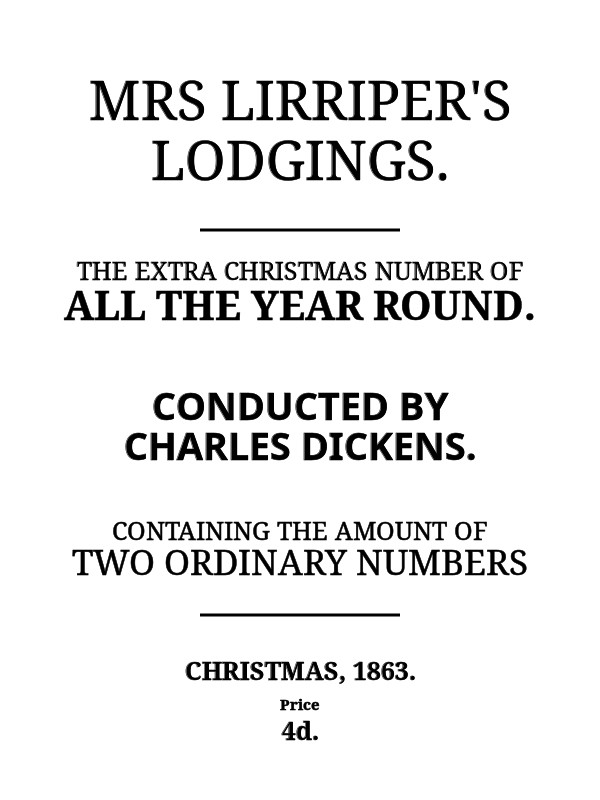 MRS LIRRIPER'S
LODGINGS.
THE EXTRA CHRISTMAS NUMBER OF
ALL THE YEAR ROUND.
CONDUCTED BY
CHARLES DICKENS.
CONTAINING THE AMOUNT OF
TWO ORDINARY NUMBERS
CHRISTMAS, 1863.
Price
4d.